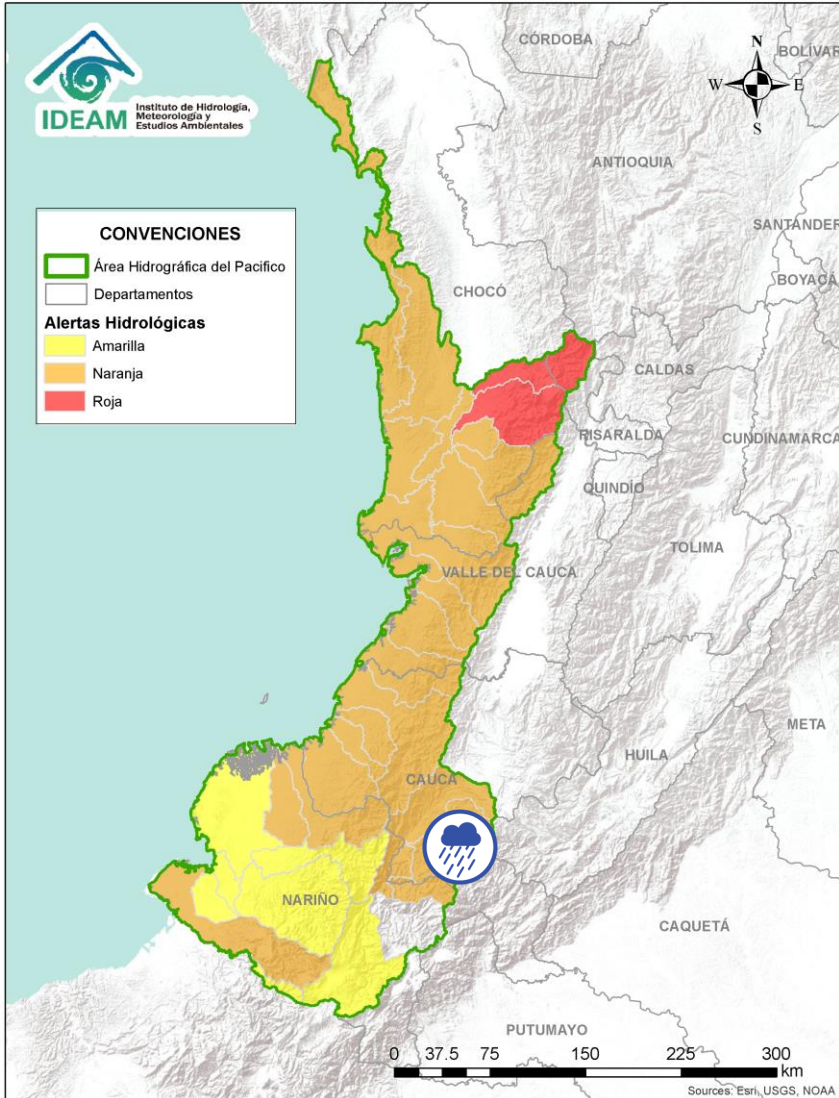 IDEAM
Instituto de Hidrología,
Meteorología y
Estudios Ambientales
CÓRDOBA
BOLÍVAR
N
W
E
S
ANTIOQUIA
SANTANDER
BOYACÁ
CONVENCIONES
Área Hidrográfica del Pacifico
Departamentos
Alertas Hidrológicas
Amarilla
Naranja
Roja
CHOCÓ
CALDAS
RISARALDA
CUNDINAMARCA
QUINDÍO
TOLIMA
VALLE DEL CAUCA
META
HUILA
CAUCA
NARIÑO
CAQUETÁ
PUTUMAYO
0 37.5 75 150 225 300
km
Sources: Esri, USGS, NOAA